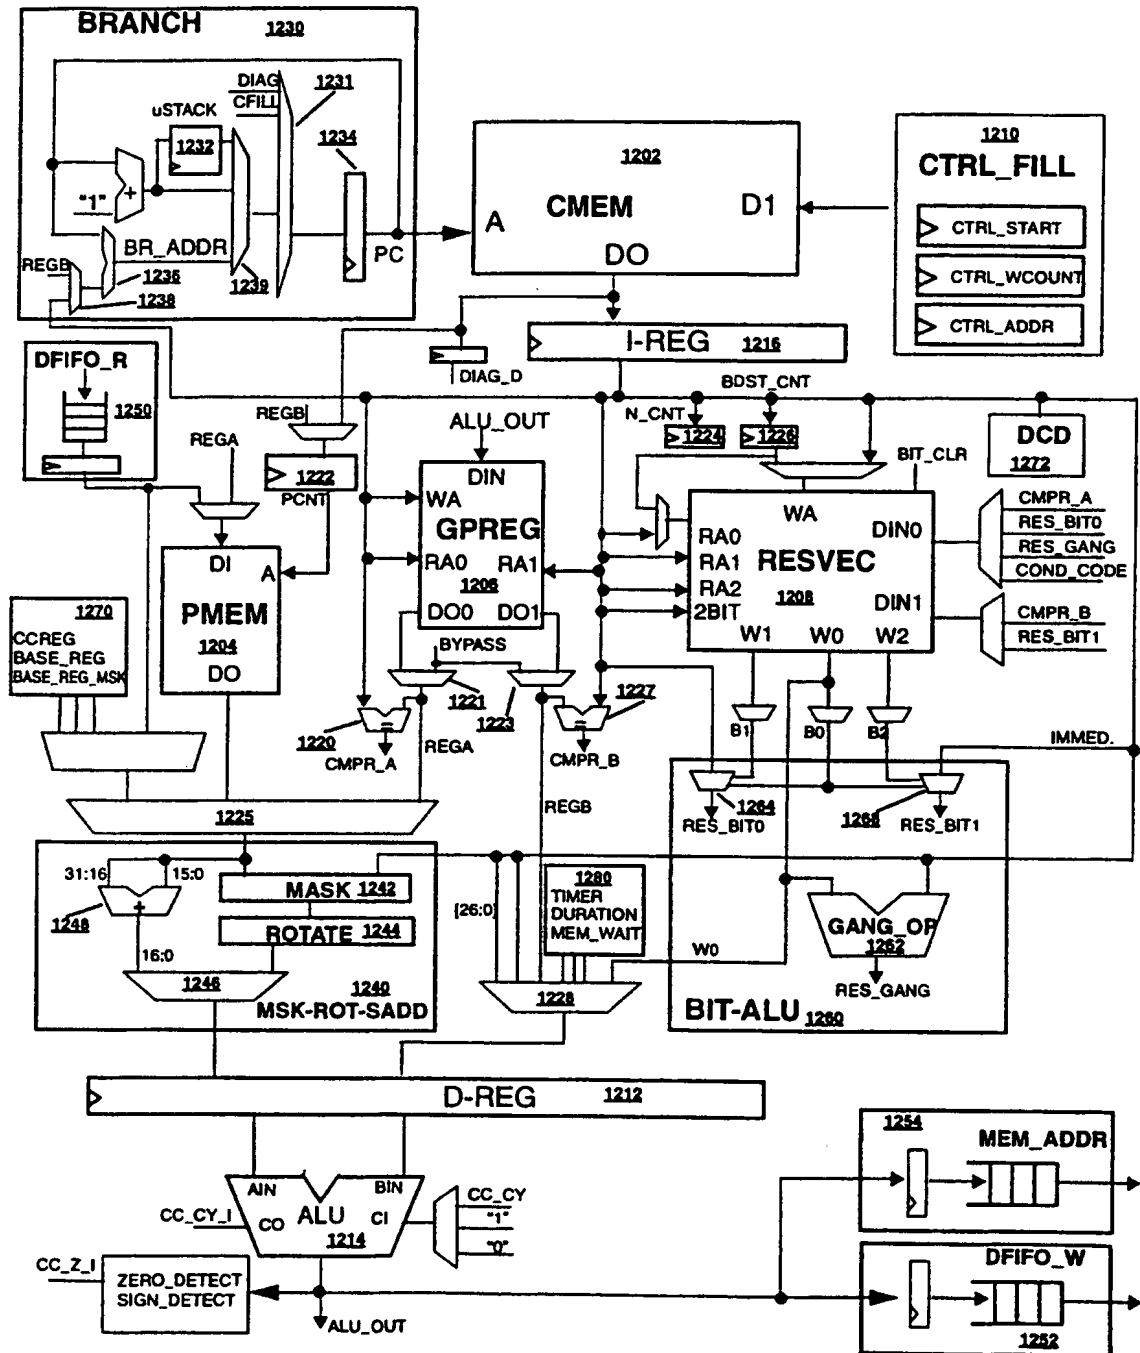 BRANCH 1230
DIAG
CFILL
1231
uSTACK
1232
1234
"1"
+
BR_ADDR
REGB
1236
1238
1239
PC
1202
CMEM
A
D1
DO
1210
CTRL_FILL
CTRL_START
CTRL_WCOUNT
CTRL_ADDR
I-REG 1216
DIAG_D
DFIFO_R
1250
REGA
REGB
1222
PCNT
ALU_OUT
N_CNT
BDST_CNT
1224
1226
DCD
1272
BIT_CLR
DIN
WA
GPREG
RA0
RA1
1206
DO0
DO1
BYPASS
WA
DIN0
RA0
RA1
RESVEC
RA2
1208
2BIT
DIN1
W1
W0
W2
CMPR_A
RES_BIT0
RES_GANG
COND_CODE
CMPR_B
RES_BIT1
DI
A
PMEM
1204
DO
1270
CCREG
BASE_REG
BASE_REG_MSK
1221
1223
1227
=
=
1220
CMPR_A
REGA
CMPR_B
B1
B0
B2
IMMED.
1225
REGB
1264
RES_BIT0
1268
RES_BIT1
31:16
15:0
MASK 1242
1248
+
ROTATE 1244
16:0
1246
1240
MSK-ROT-SADD
[26:0]
1280
TIMER
DURATION
MEM_WAIT
W0
1228
GANG_OP
1262
RES_GANG
BIT-ALU 1260
D-REG 1212
AIN
BIN
CC_CY_I
CO
ALU
CI
1214
CC_CY
"1"
"0"
CC_Z_I
ZERO_DETECT
SIGN_DETECT
ALU_OUT
1254
MEM_ADDR
DFIFO_W
1252